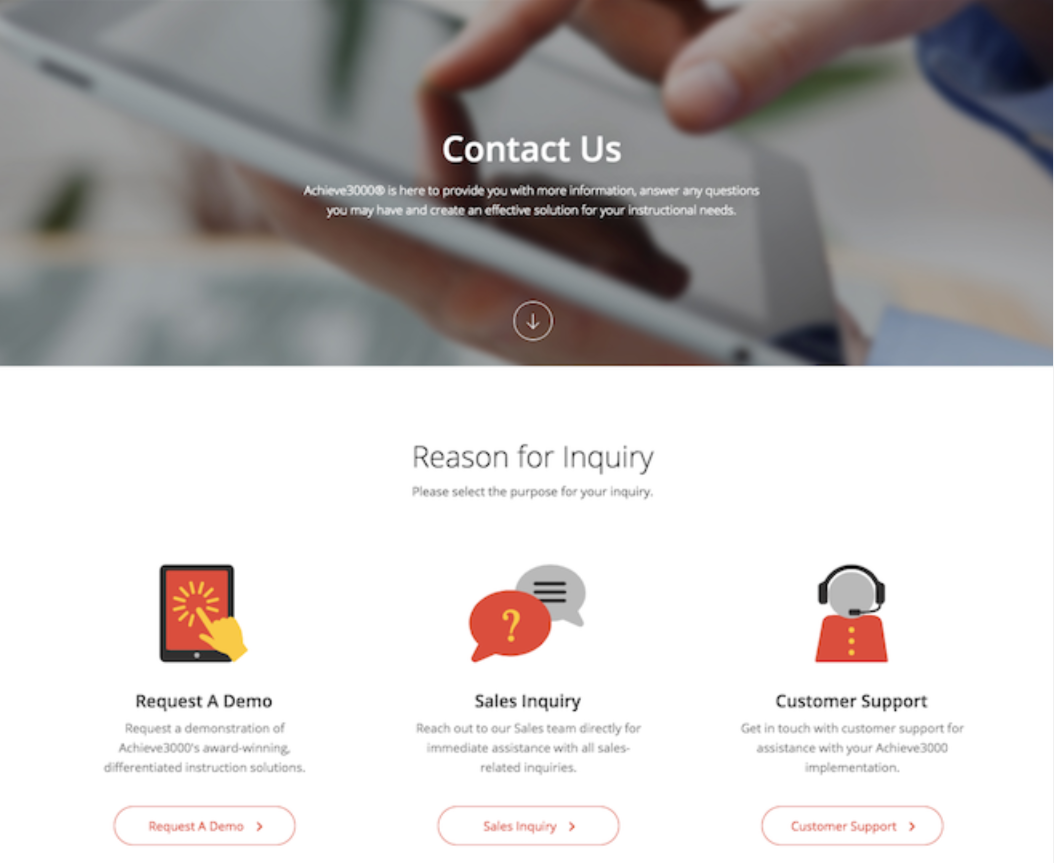 Contact Us
Achieve3000® is here to provide you with more information, answer any questions
you may have and create an effective solution for your instructional needs.
Reason for Inquiry
Please select the purpose for your inquiry.
?
Request A Demo
Request a demonstration of
Achieve3000's award-winning,
differentiated instruction solutions.
Request A Demo
Sales Inquiry
Reach out to our Sales team directly for
immediate assistance with all sales-
related inquiries.
Sales Inquiry
Customer Support
Get in touch with customer support for
assistance with your Achieve3000
implementation.
Customer Support